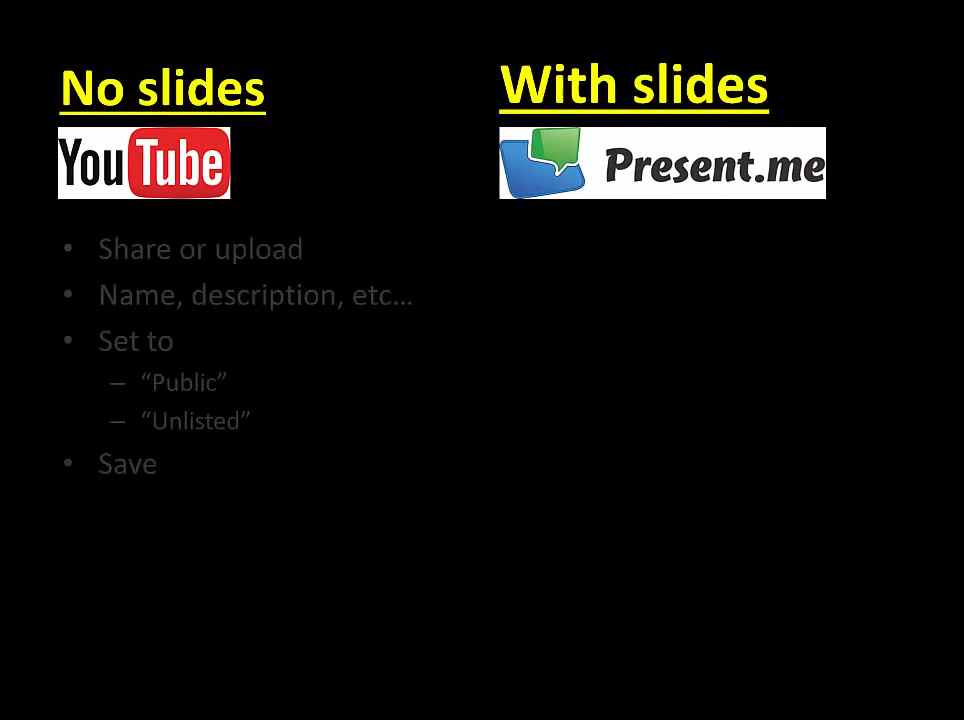 No slides
YouTube
Share or upload
Name, description, etc…
Set to
“Public”
“Unlisted”
Save
With slides
Present.me